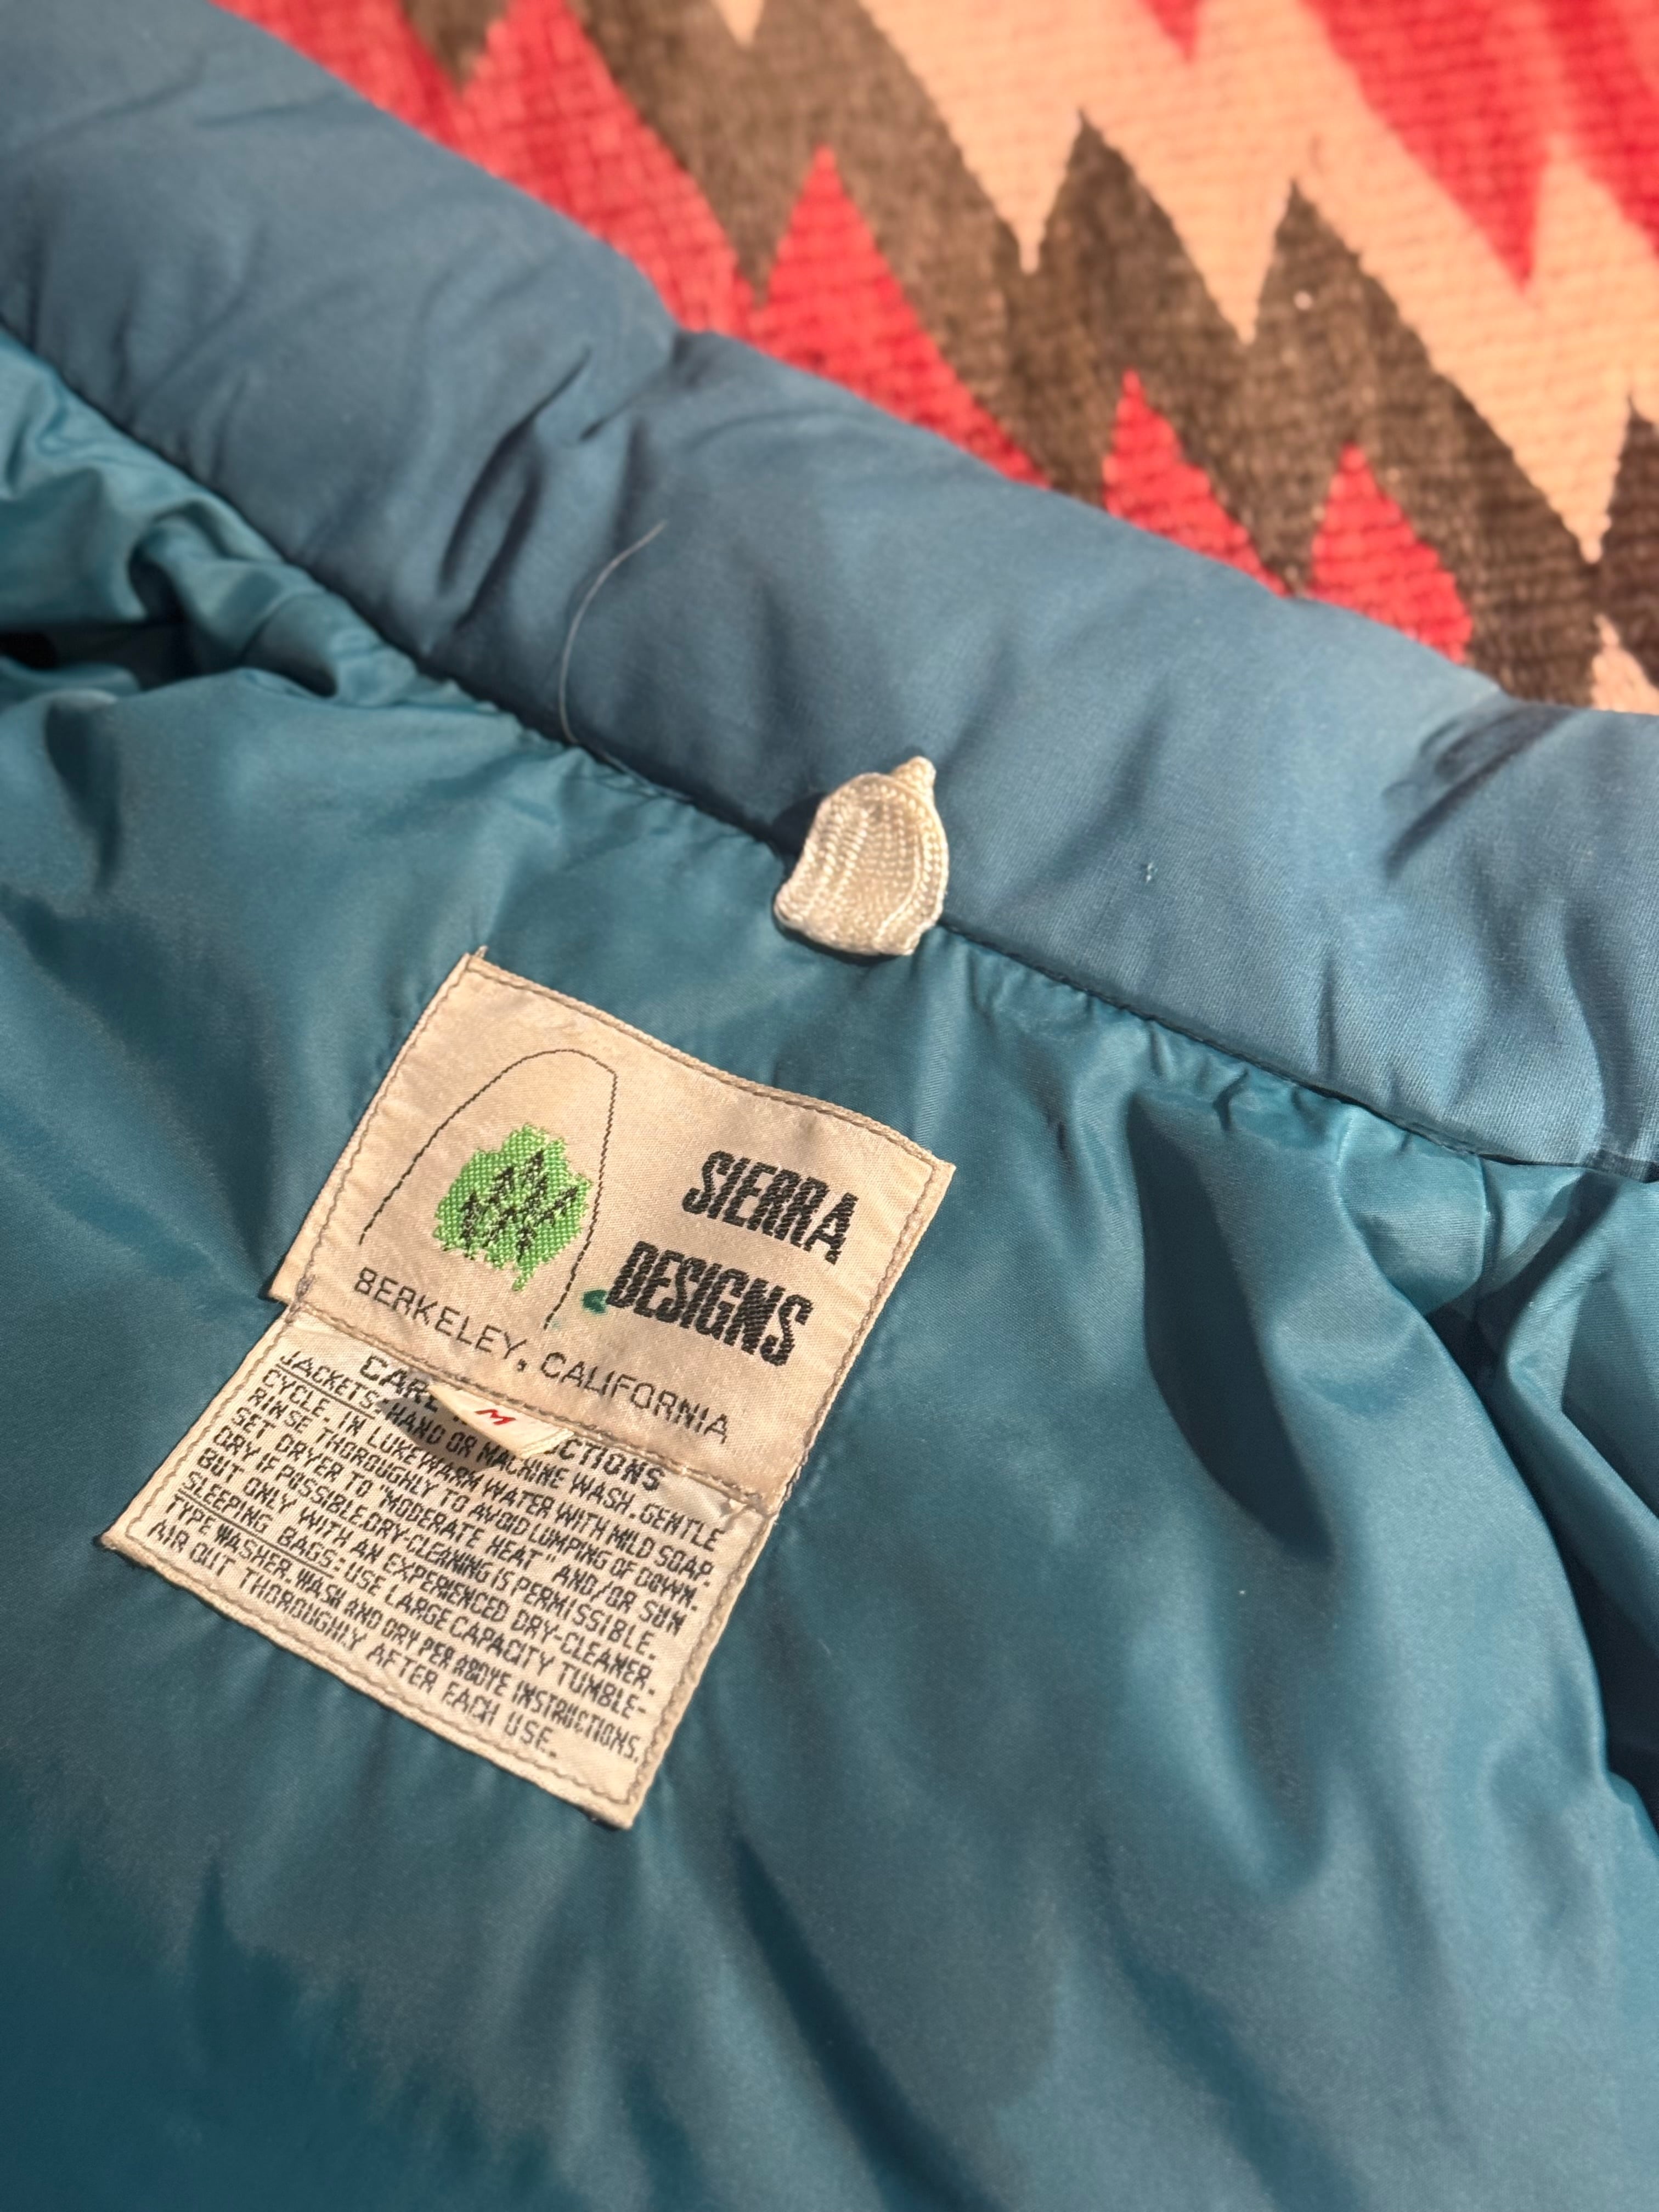 SIERRA
DESIGNS
BERKELEY, CALIFORNIA
M
CARE CTIONS
JACKETS: HAND OR MACHINE WASH. GENTLE
CYCLE. IN LUKEWARM WATER WITH MILD SOAP.
RINSE THOROUGHLY TO AVOID LUMPING OF DOWN.
SET DRYER TO "MODERATE HEAT" AND/OR SUN
DRY IF POSSIBLE. DRY-CLEANING IS PERMISSIBLE.
BUT ONLY WITH AN EXPERIENCED DRY-CLEANER.
SLEEPING BAGS: USE LARGE CAPACITY TUMBLE-
TYPE WASHER. WASH AND DRY PER ABOVE INSTRUCTIONS.
AIR OUT THOROUGHLY AFTER EACH USE.